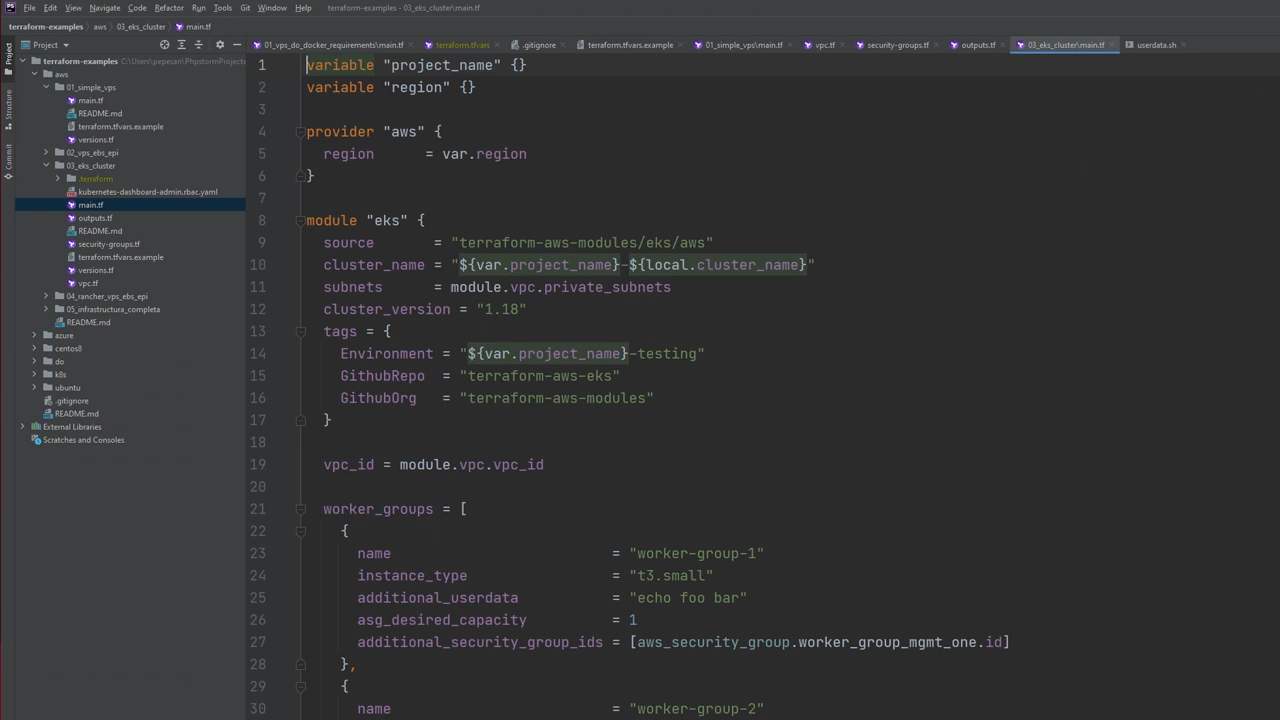 File Edit View Navigate Code Refactor Run Tools Git Window Help terraform-examples - ...\03_eks_cluster\main.tf
terraform-examples aws 03_eks_cluster main.tf
Project
01_vps_do_docker_requirements\main.tf terraform.tfvars .gitignore terraform.tfvars.example 01_simple_vps\main.tf vpc.tf security-groups.tf outputs.tf 03_eks_cluster\main.tf userdata.sh
Project
Structure
Commit
terraform-examples C:\Users\pepesan\PhpstormProjects
aws
01_simple_vps
main.tf
README.md
terraform.tfvars.example
versions.tf
02_vps_ebs_epi
03_eks_cluster
.terraform
kubernetes-dashboard-admin.rbac.yaml
main.tf
outputs.tf
README.md
security-groups.tf
terraform.tfvars.example
versions.tf
vpc.tf
04_rancher_vps_ebs_epi
05_infrastructura_completa
README.md
azure
centos8
do
k8s
ubuntu
.gitignore
README.md
External Libraries
Scratches and Consoles
1 variable "project_name" {}
2 variable "region" {}
3
4 provider "aws" {
5 region = var.region
6 }
7
8 module "eks" {
9 source = "terraform-aws-modules/eks/aws"
10 cluster_name = "${var.project_name}-${local.cluster_name}"
11 subnets = module.vpc.private_subnets
12 cluster_version = "1.18"
13 tags = {
14 Environment = "${var.project_name}-testing"
15 GithubRepo = "terraform-aws-eks"
16 GithubOrg = "terraform-aws-modules"
17 }
18
19 vpc_id = module.vpc.vpc_id
20
21 worker_groups = [
22 {
23 name = "worker-group-1"
24 instance_type = "t3.small"
25 additional_userdata = "echo foo bar"
26 asg_desired_capacity = 1
27 additional_security_group_ids = [aws_security_group.worker_group_mgmt_one.id]
28 },
29 {
30 name = "worker-group-2"